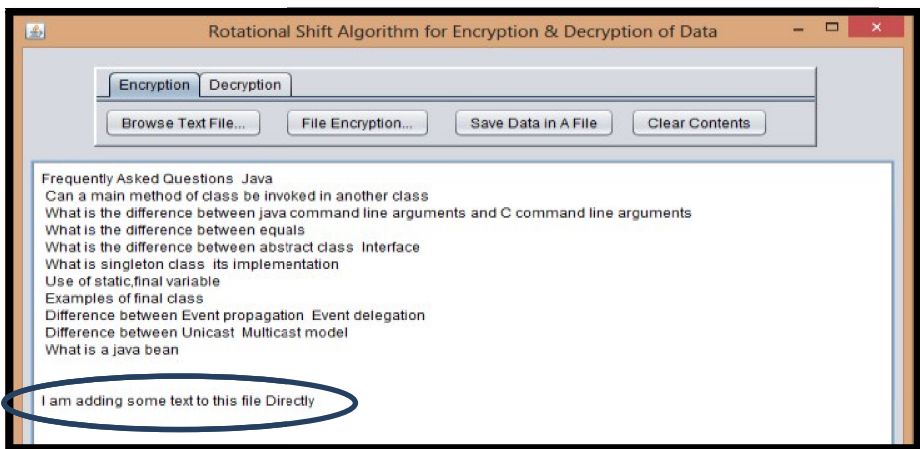 Rotational Shift Algorithm for Encryption & Decryption of Data
Encryption Decryption
Browse Text File... File Encryption... Save Data in A File Clear Contents
Frequently Asked Questions Java
Can a main method of class be invoked in another class
What is the difference between java command line arguments and C command line arguments
What is the difference between equals
What is the difference between abstract class Interface
What is singleton class its implementation
Use of static,final variable
Examples of final class
Difference between Event propagation Event delegation
Difference between Unicast Multicast model
What is a java bean
I am adding some text to this file Directly